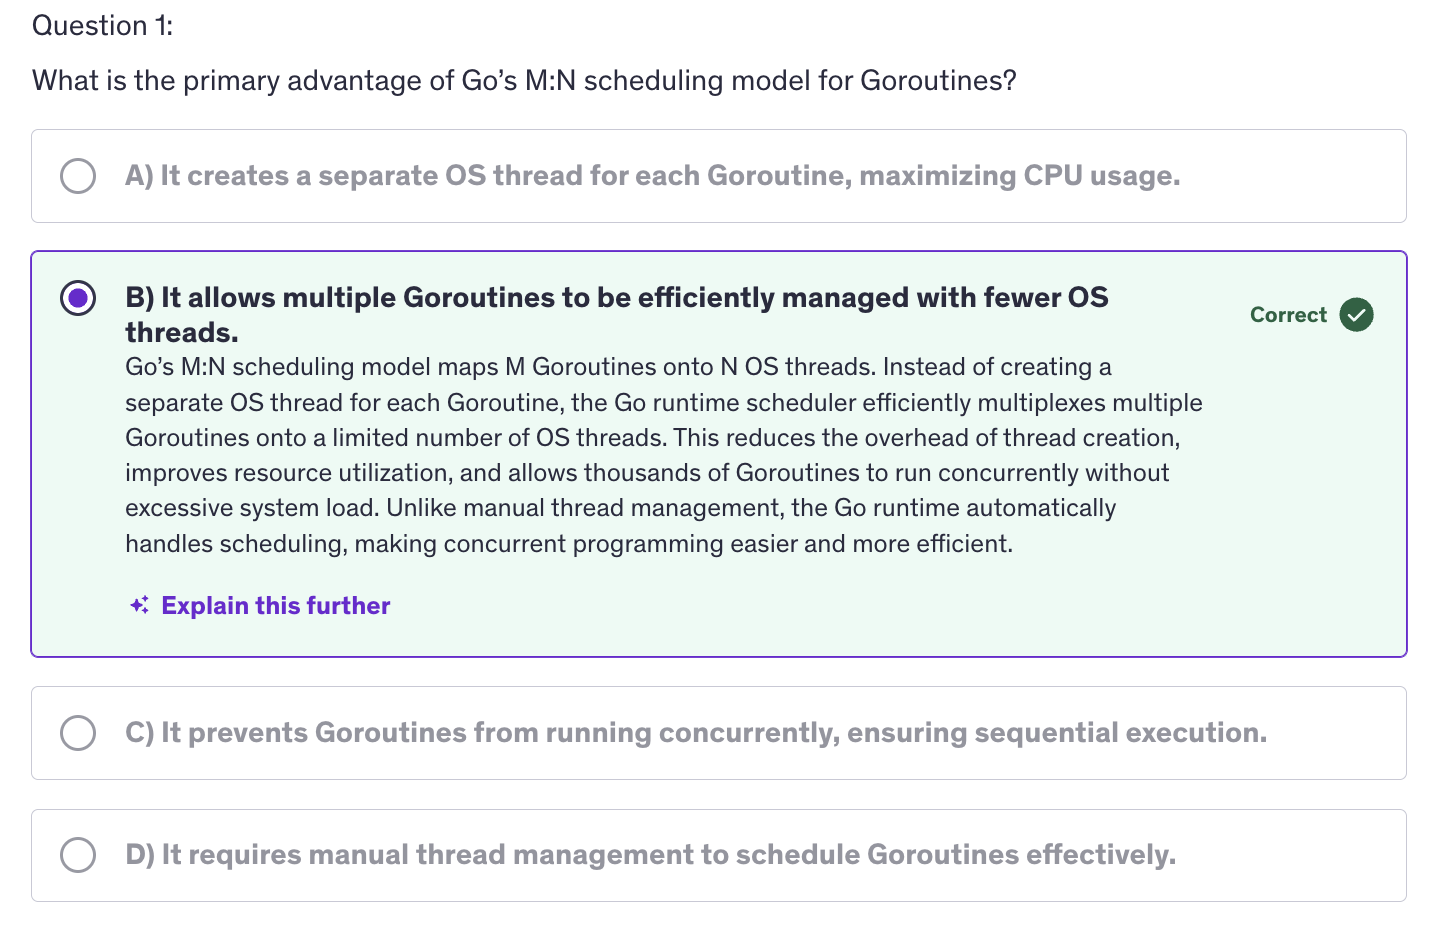 Question 1:
What is the primary advantage of Go’s M:N scheduling model for Goroutines?
A) It creates a separate OS thread for each Goroutine, maximizing CPU usage.
B) It allows multiple Goroutines to be efficiently managed with fewer OS
threads.
Correct
Go’s M:N scheduling model maps M Goroutines onto N OS threads. Instead of creating a
separate OS thread for each Goroutine, the Go runtime scheduler efficiently multiplexes multiple
Goroutines onto a limited number of OS threads. This reduces the overhead of thread creation,
improves resource utilization, and allows thousands of Goroutines to run concurrently without
excessive system load. Unlike manual thread management, the Go runtime automatically
handles scheduling, making concurrent programming easier and more efficient.
Explain this further
C) It prevents Goroutines from running concurrently, ensuring sequential execution.
D) It requires manual thread management to schedule Goroutines effectively.